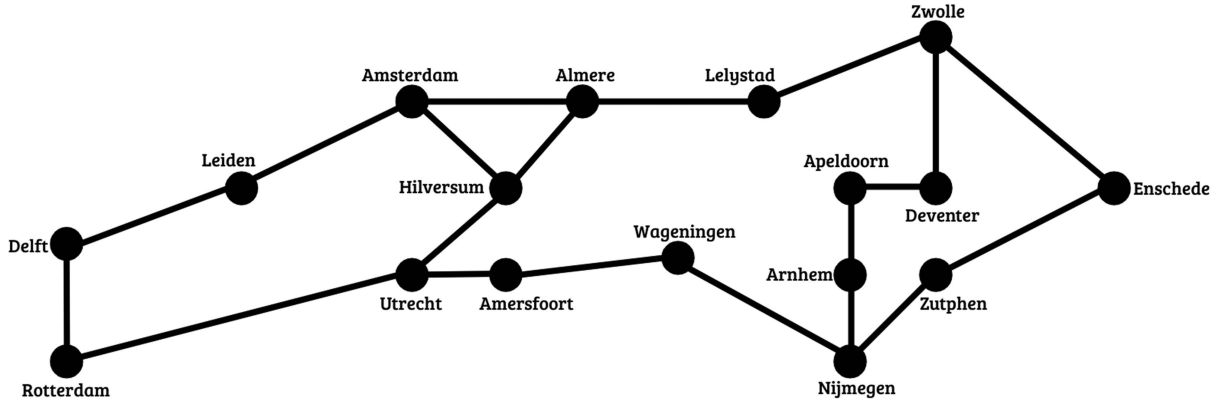 Zwolle
Amsterdam
Almere
Lelystad
Leiden
Apeldoorn
Hilversum
Enschede
Deventer
Delft
Wageningen
Arnhem
Utrecht
Amersfoort
Zutphen
Rotterdam
Nijmegen